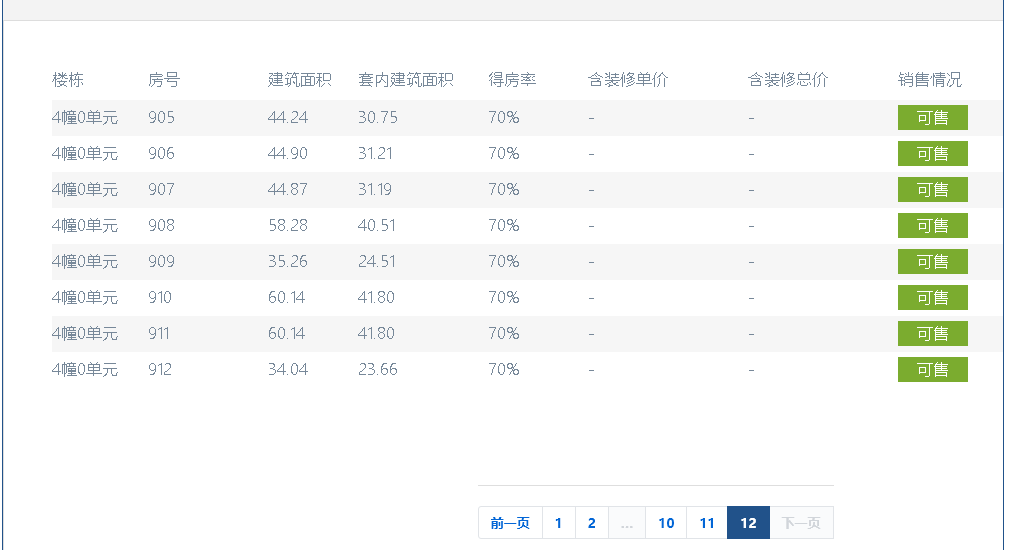 楼栋 房号 建筑面积 套内建筑面积 得房率 含装修单价 含装修总价 销售情况
4幢0单元 905 44.24 30.75 70% - - 可售
4幢0单元 906 44.90 31.21 70% - - 可售
4幢0单元 907 44.87 31.19 70% - - 可售
4幢0单元 908 58.28 40.51 70% - - 可售
4幢0单元 909 35.26 24.51 70% - - 可售
4幢0单元 910 60.14 41.80 70% - - 可售
4幢0单元 911 60.14 41.80 70% - - 可售
4幢0单元 912 34.04 23.66 70% - - 可售
前一页 1 2 ... 10 11 12 下一页